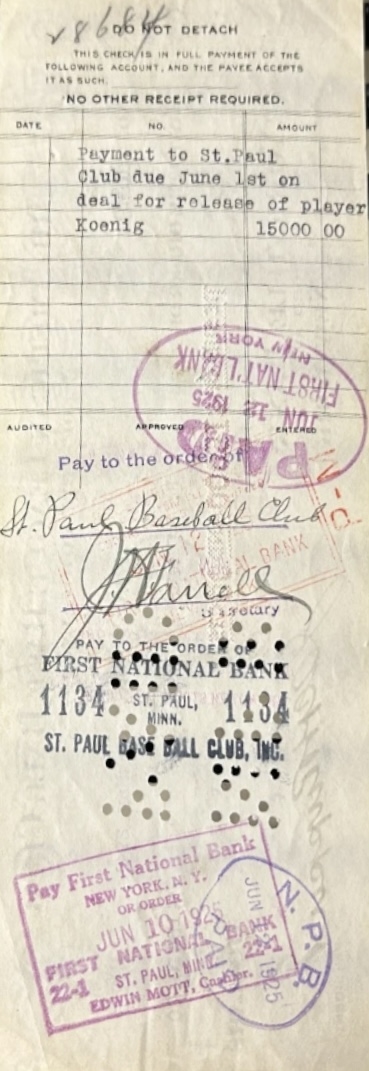 28684
DO NOT DETACH
THIS CHECK IS IN FULL PAYMENT OF THE
FOLLOWING ACCOUNT, AND THE PAYEE ACCEPTS
IT AS SUCH.
NO OTHER RECEIPT REQUIRED.
DATE NO. AMOUNT
Payment to St.Paul
Club due June 1st on
deal for release of player
Koenig 15000 00
PAID
JUN 12 1925
FIRST NAT'L BANK
NEW YORK
AUDITED APPROVED ENTERED
Pay to the order of
St. Paul Baseball Club
BANK
JFarrell
Secretary
PAY TO THE ORDER OF
FIRST NATIONAL BANK
1134 ST. PAUL, MINN. 1134
ST. PAUL BASE BALL CLUB, INC.
Pay First National Bank
NEW YORK, N. Y.
OR ORDER
JUN 10 1925
FIRST NATIONAL BANK
22-1 ST. PAUL, MINN. 22-1
EDWIN MOTT, Cashier.
N. P. B.
JUN 1925
PAID